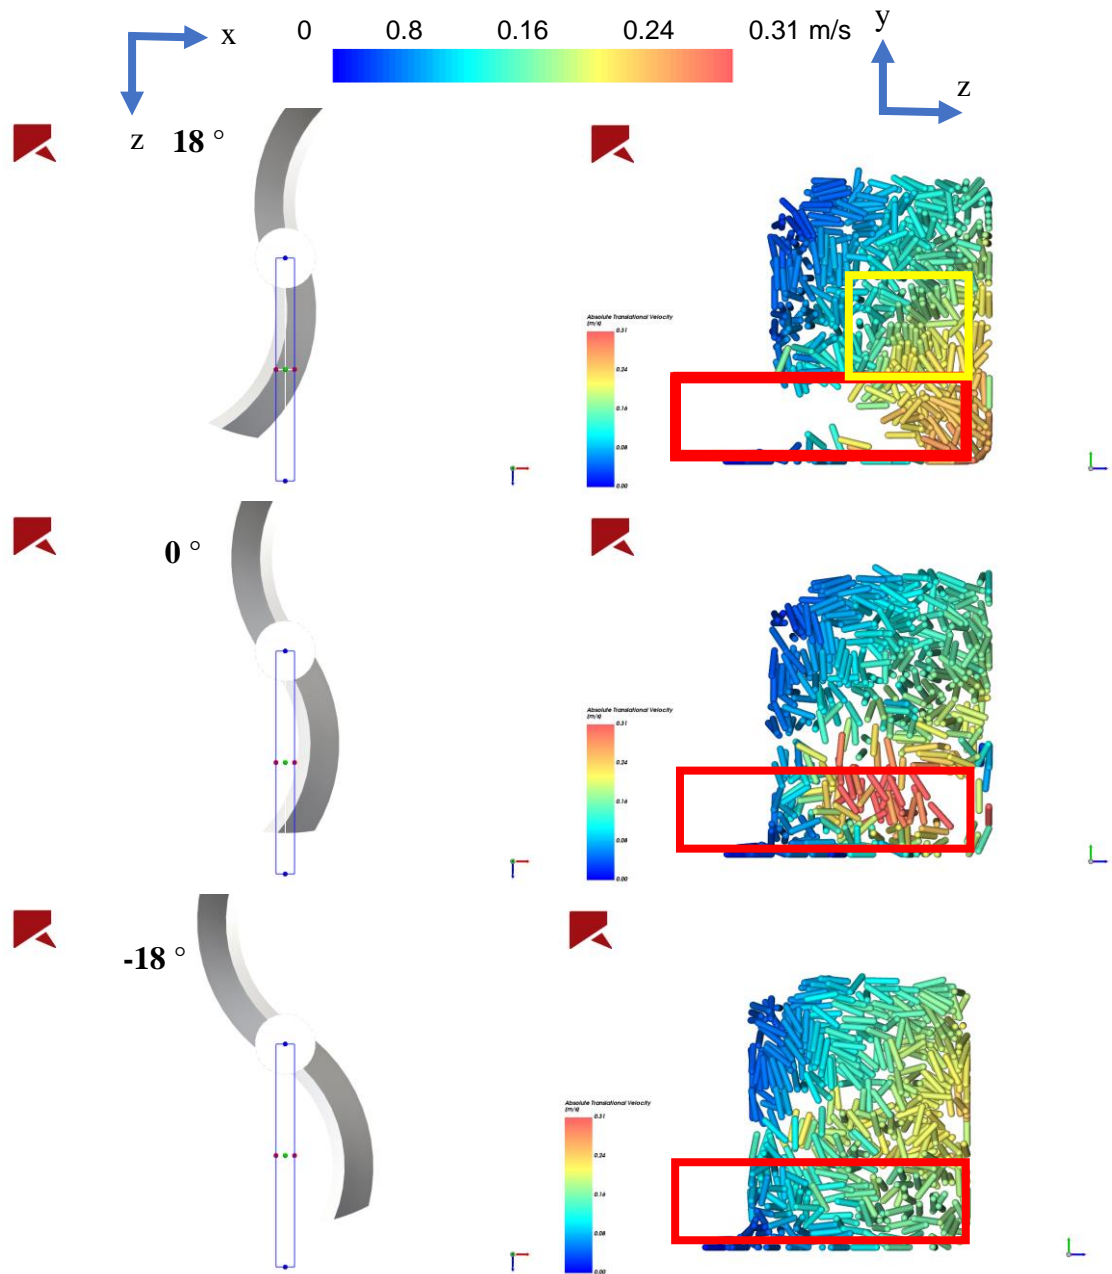 x
0 0.8 0.16 0.24 0.31 m/s
y
z
z
18 °
Absolute Translational Velocity
[m/s]
0.31
0.24
0.16
0.08
0.00
0 °
Absolute Translational Velocity
[m/s]
0.31
0.24
0.16
0.08
0.00
-18 °
Absolute Translational Velocity
[m/s]
0.31
0.24
0.16
0.08
0.00